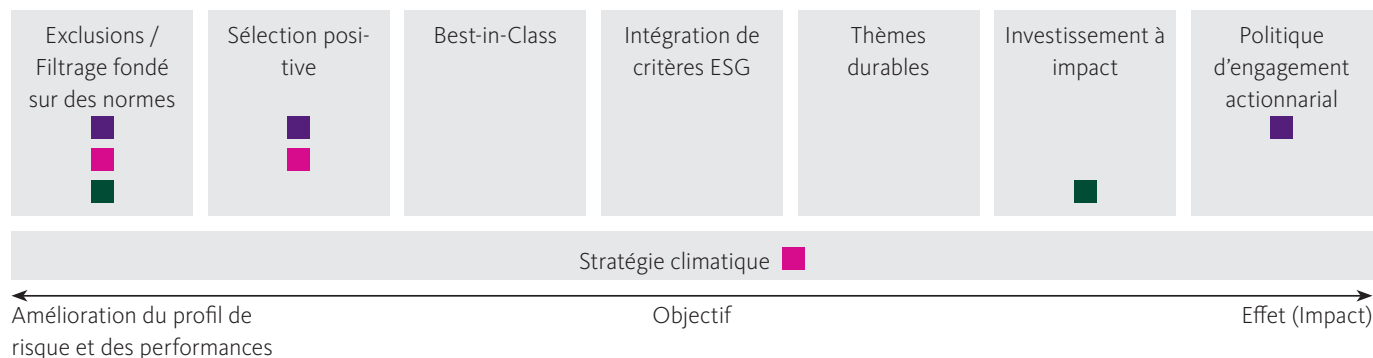 Exclusions /
Filtrage fondé
sur des normes
Sélection posi-
tive
Best-in-Class
Intégration de
critères ESG
Thèmes
durables
Investissement à
impact
Politique
d'engagement
actionnarial
Stratégie climatique
Amélioration du profil de
risque et des performances
Objectif
Effet (Impact)